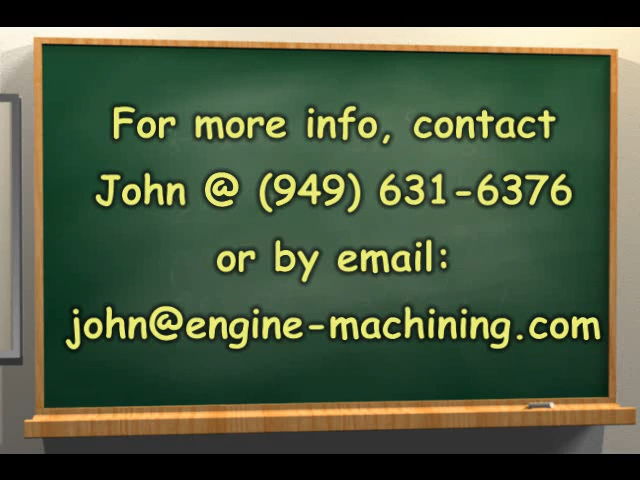 For more info, contact
John @ (949) 631-6376
or by email:
john@engine-machining.com